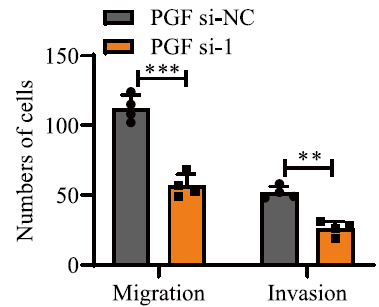 PGF si-NC
PGF si-1
Numbers of cells
150
100
50
0
***
**
Migration
Invasion